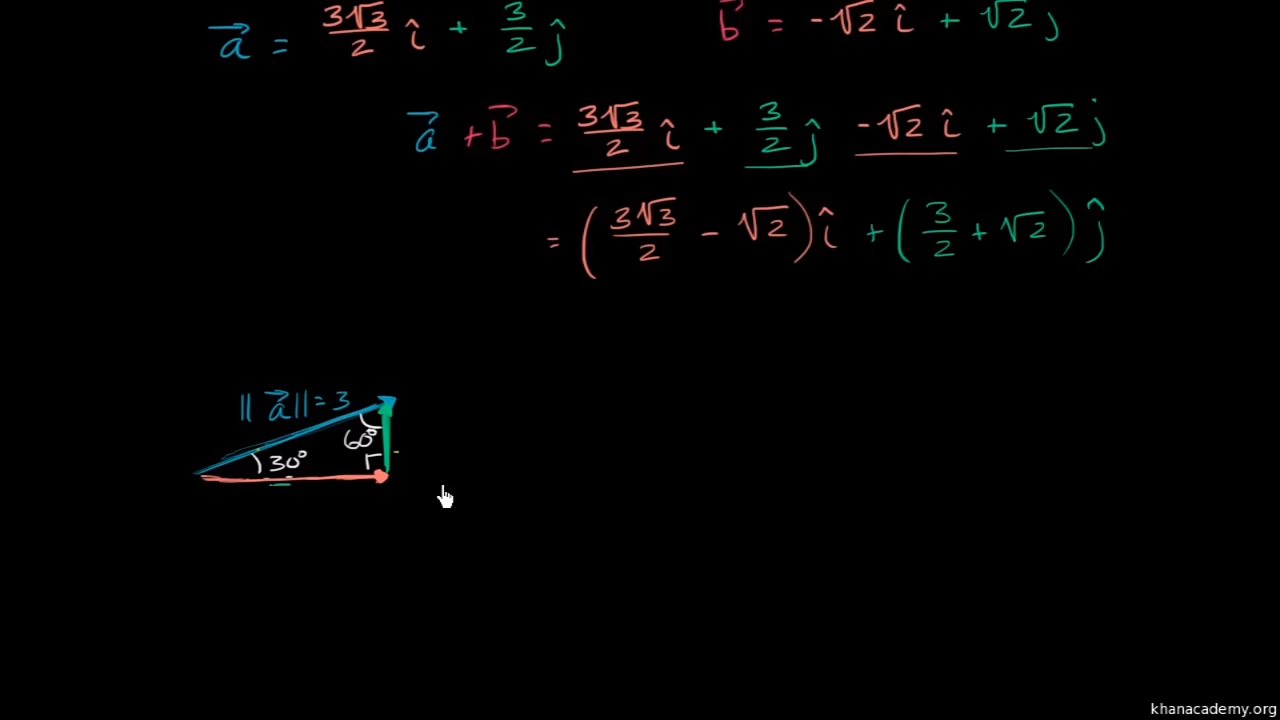 a⃗ = 3√3/2 î + 3/2 ĵ b⃗ = -√2 î + √2 j
a⃗ + b⃗ = 3√3/2 î + 3/2 ĵ -√2 î + √2 j
= (3√3/2 - √2) î + (3/2 + √2) ĵ
||a⃗|| = 3
60°
30°
khanacademy.org